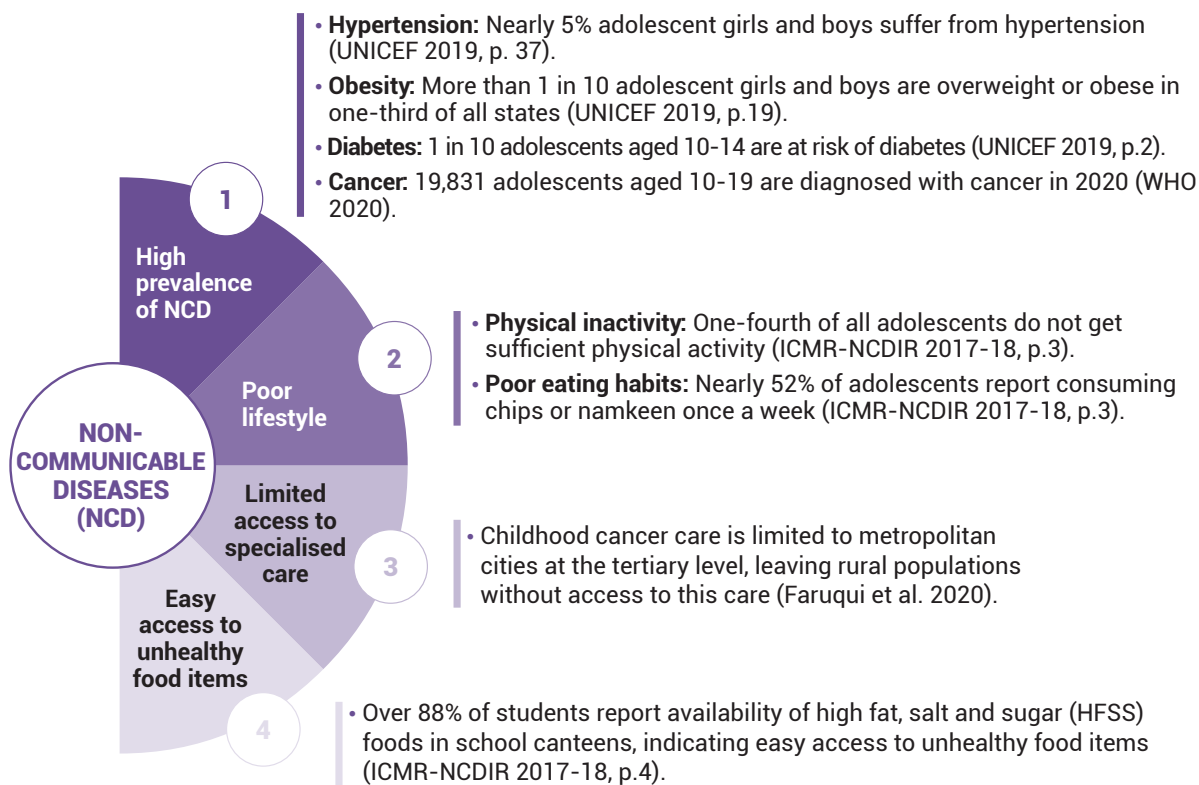 • Hypertension: Nearly 5% adolescent girls and boys suffer from hypertension
(UNICEF 2019, p. 37).
• Obesity: More than 1 in 10 adolescent girls and boys are overweight or obese in
one-third of all states (UNICEF 2019, p.19).
• Diabetes: 1 in 10 adolescents aged 10-14 are at risk of diabetes (UNICEF 2019, p.2).
• Cancer: 19,831 adolescents aged 10-19 are diagnosed with cancer in 2020 (WHO
2020).
1
High
prevalence
of NCD
2
Poor
lifestyle
• Physical inactivity: One-fourth of all adolescents do not get
sufficient physical activity (ICMR-NCDIR 2017-18, p.3).
• Poor eating habits: Nearly 52% of adolescents report consuming
chips or namkeen once a week (ICMR-NCDIR 2017-18, p.3).
NON-
COMMUNICABLE
DISEASES
(NCD)
Limited
access to
specialised
care
3
• Childhood cancer care is limited to metropolitan
cities at the tertiary level, leaving rural populations
without access to this care (Faruqui et al. 2020).
Easy
access to
unhealthy
food items
4
• Over 88% of students report availability of high fat, salt and sugar (HFSS)
foods in school canteens, indicating easy access to unhealthy food items
(ICMR-NCDIR 2017-18, p.4).